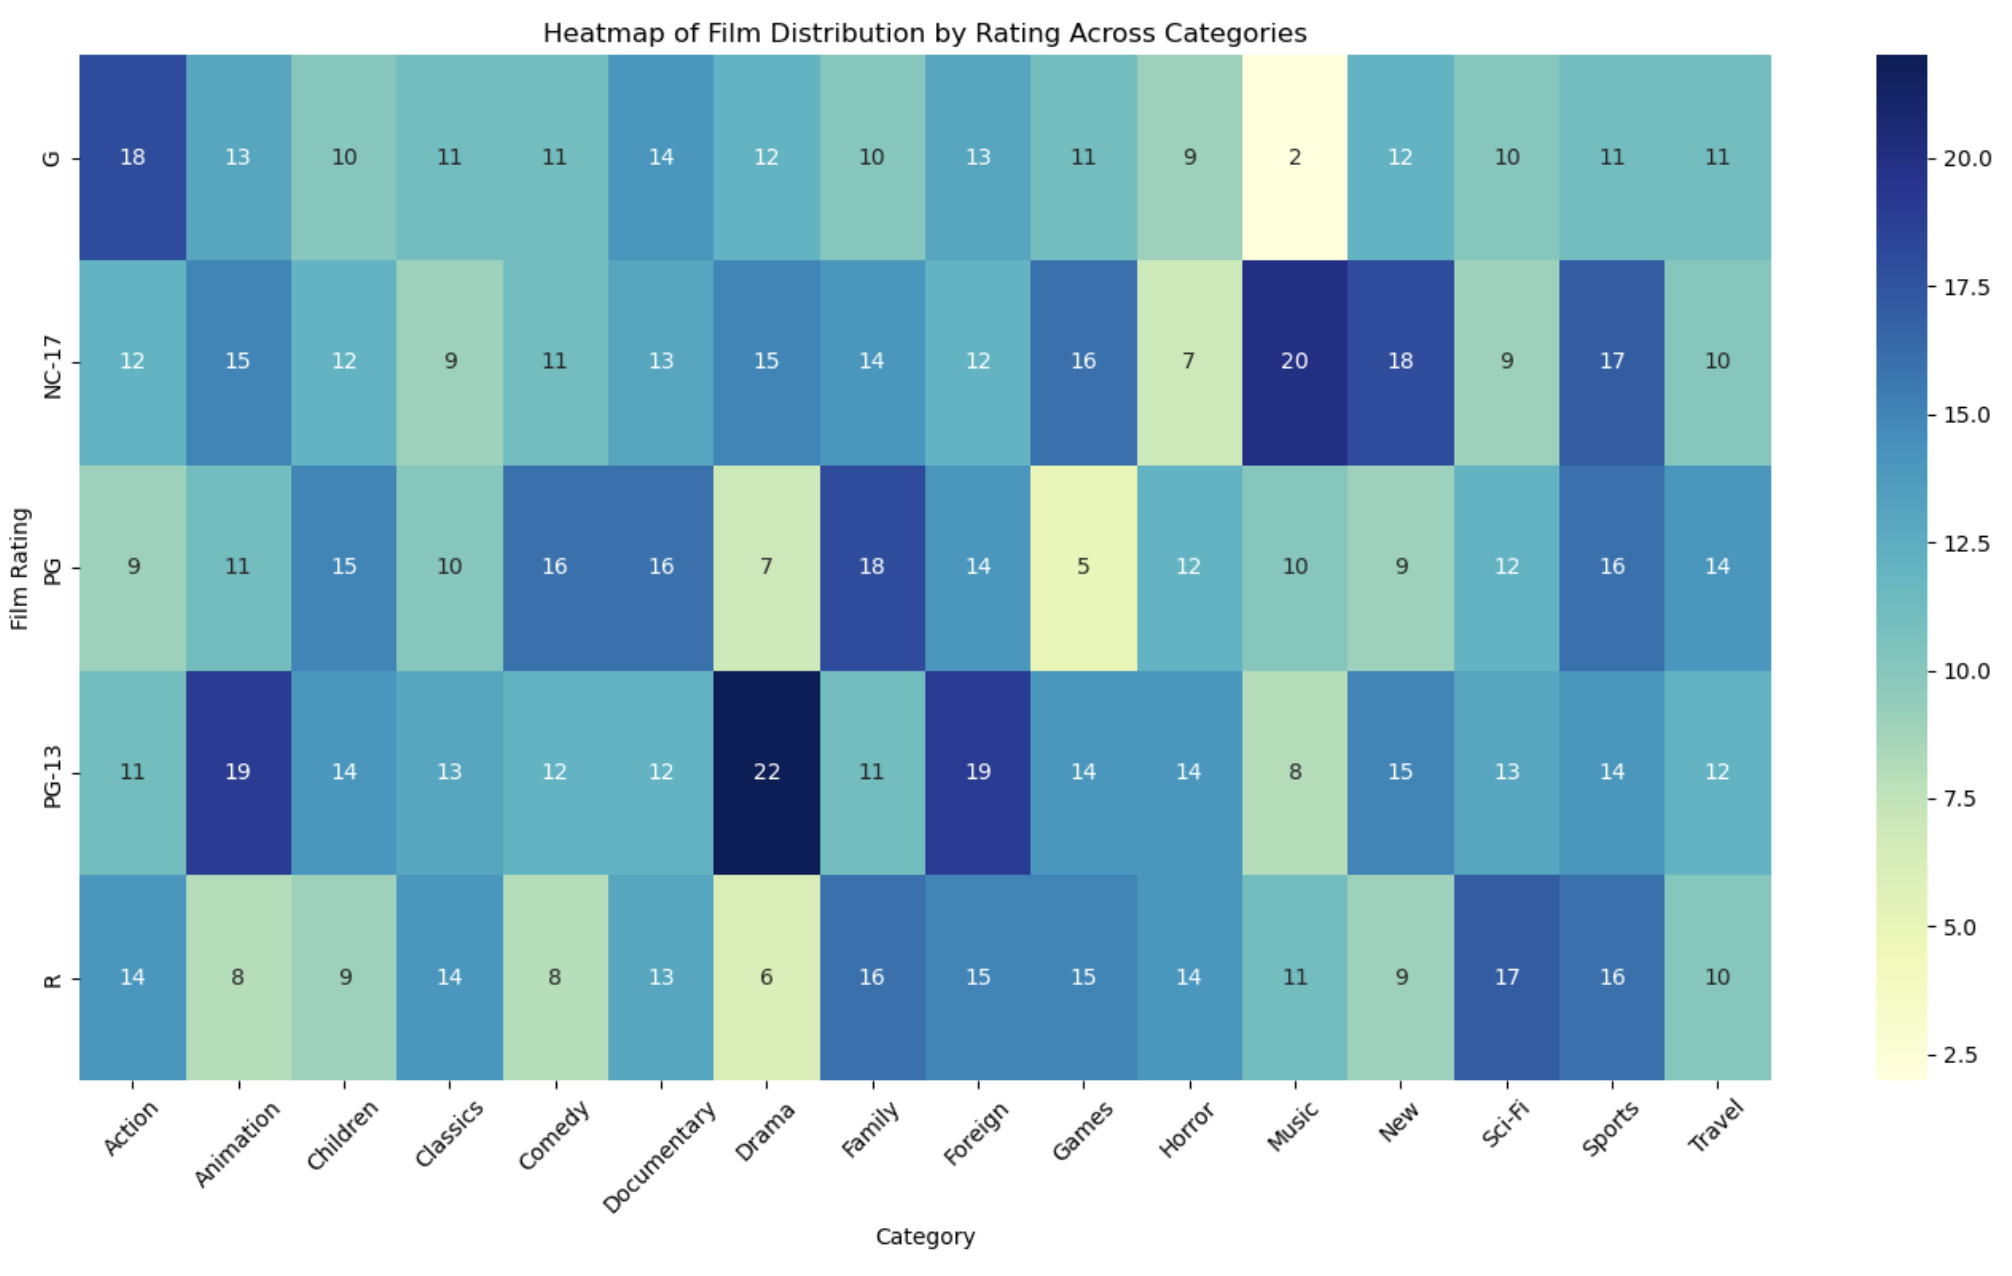 Heatmap of Film Distribution by Rating Across Categories
G 18 13 10 11 11 14 12 10 13 11 9 2 12 10 11 11
NC-17 12 15 12 9 11 13 15 14 12 16 7 20 18 9 17 10
PG 9 11 15 10 16 16 7 18 14 5 12 10 9 12 16 14
PG-13 11 19 14 13 12 12 22 11 19 14 14 8 15 13 14 12
R 14 8 9 14 8 13 6 16 15 15 14 11 9 17 16 10
Film Rating
Action Animation Children Classics Comedy Documentary Drama Family Foreign Games Horror Music New Sci-Fi Sports Travel
Category
20.0
17.5
15.0
12.5
10.0
7.5
5.0
2.5